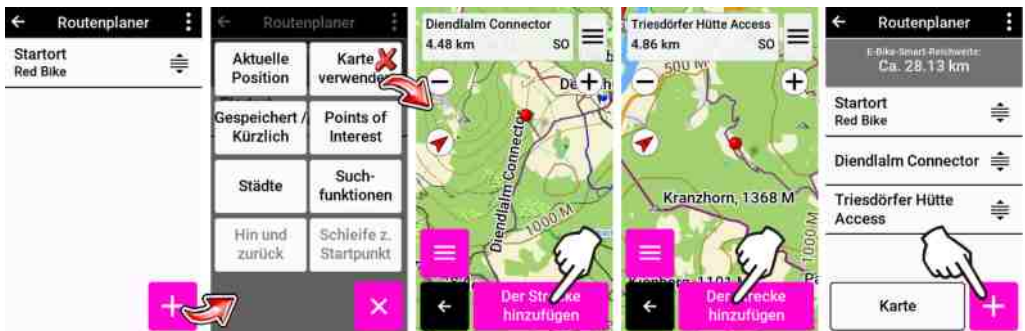 Routenplaner
Startort
Red Bike
Routenplaner
Aktuelle
Position
Karte
verwenden
Gespeichert /
Kürzlich
Points of
Interest
Städte
Such-
funktionen
Hin und
zurück
Schleife z.
Startpunkt
Diendlalm Connector
4.48 km
SO
Diendlalm Connector
1000 M
Der Strecke
hinzufügen
Triesdörfer Hütte Access
4.86 km
SO
500 M
Kranzhorn, 1368 M
1000 M
Der Strecke
hinzufügen
Routenplaner
E-Bike-Smart-Reichweite:
Ca. 28.13 km
Startort
Red Bike
Diendlalm Connector
Triesdörfer Hütte
Access
Karte